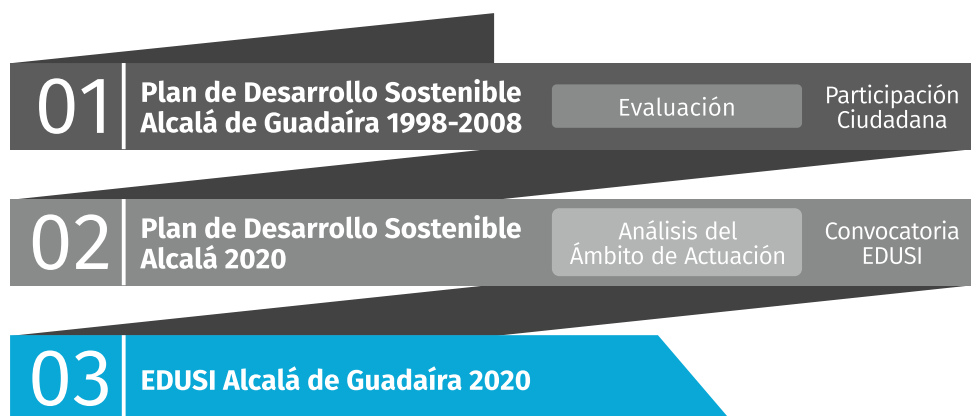 01
Plan de Desarrollo Sostenible
Alcalá de Guadaíra 1998-2008
Evaluación
Participación
Ciudadana
02
Plan de Desarrollo Sostenible
Alcalá 2020
Análisis del
Ámbito de Actuación
Convocatoria
EDUSI
03
EDUSI Alcalá de Guadaíra 2020